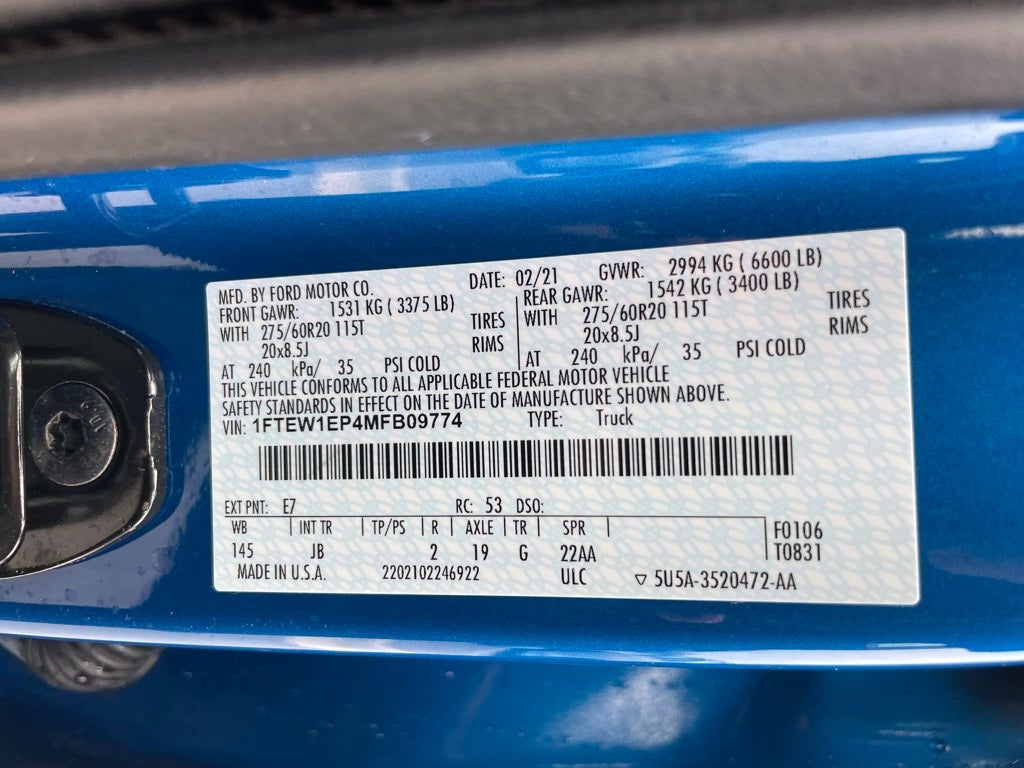 MFD. BY FORD MOTOR CO. DATE: 02/21 GVWR: 2994 KG ( 6600 LB)
FRONT GAWR: 1531 KG ( 3375 LB) REAR GAWR: 1542 KG ( 3400 LB)
WITH 275/60R20 115T TIRES WITH 275/60R20 115T TIRES
20x8.5J RIMS 20x8.5J RIMS
AT 240 kPa/ 35 PSI COLD AT 240 kPa/ 35 PSI COLD
THIS VEHICLE CONFORMS TO ALL APPLICABLE FEDERAL MOTOR VEHICLE
SAFETY STANDARDS IN EFFECT ON THE DATE OF MANUFACTURE SHOWN ABOVE.
VIN: 1FTEW1EP4MFB09774 TYPE: Truck
EXT PNT: E7 RC: 53 DSO:
WB INT TR TP/PS R AXLE TR SPR F0106
145 JB 2 19 G 22AA T0831
MADE IN U.S.A. 2202102246922 ULC ▽ 5U5A-3520472-AA